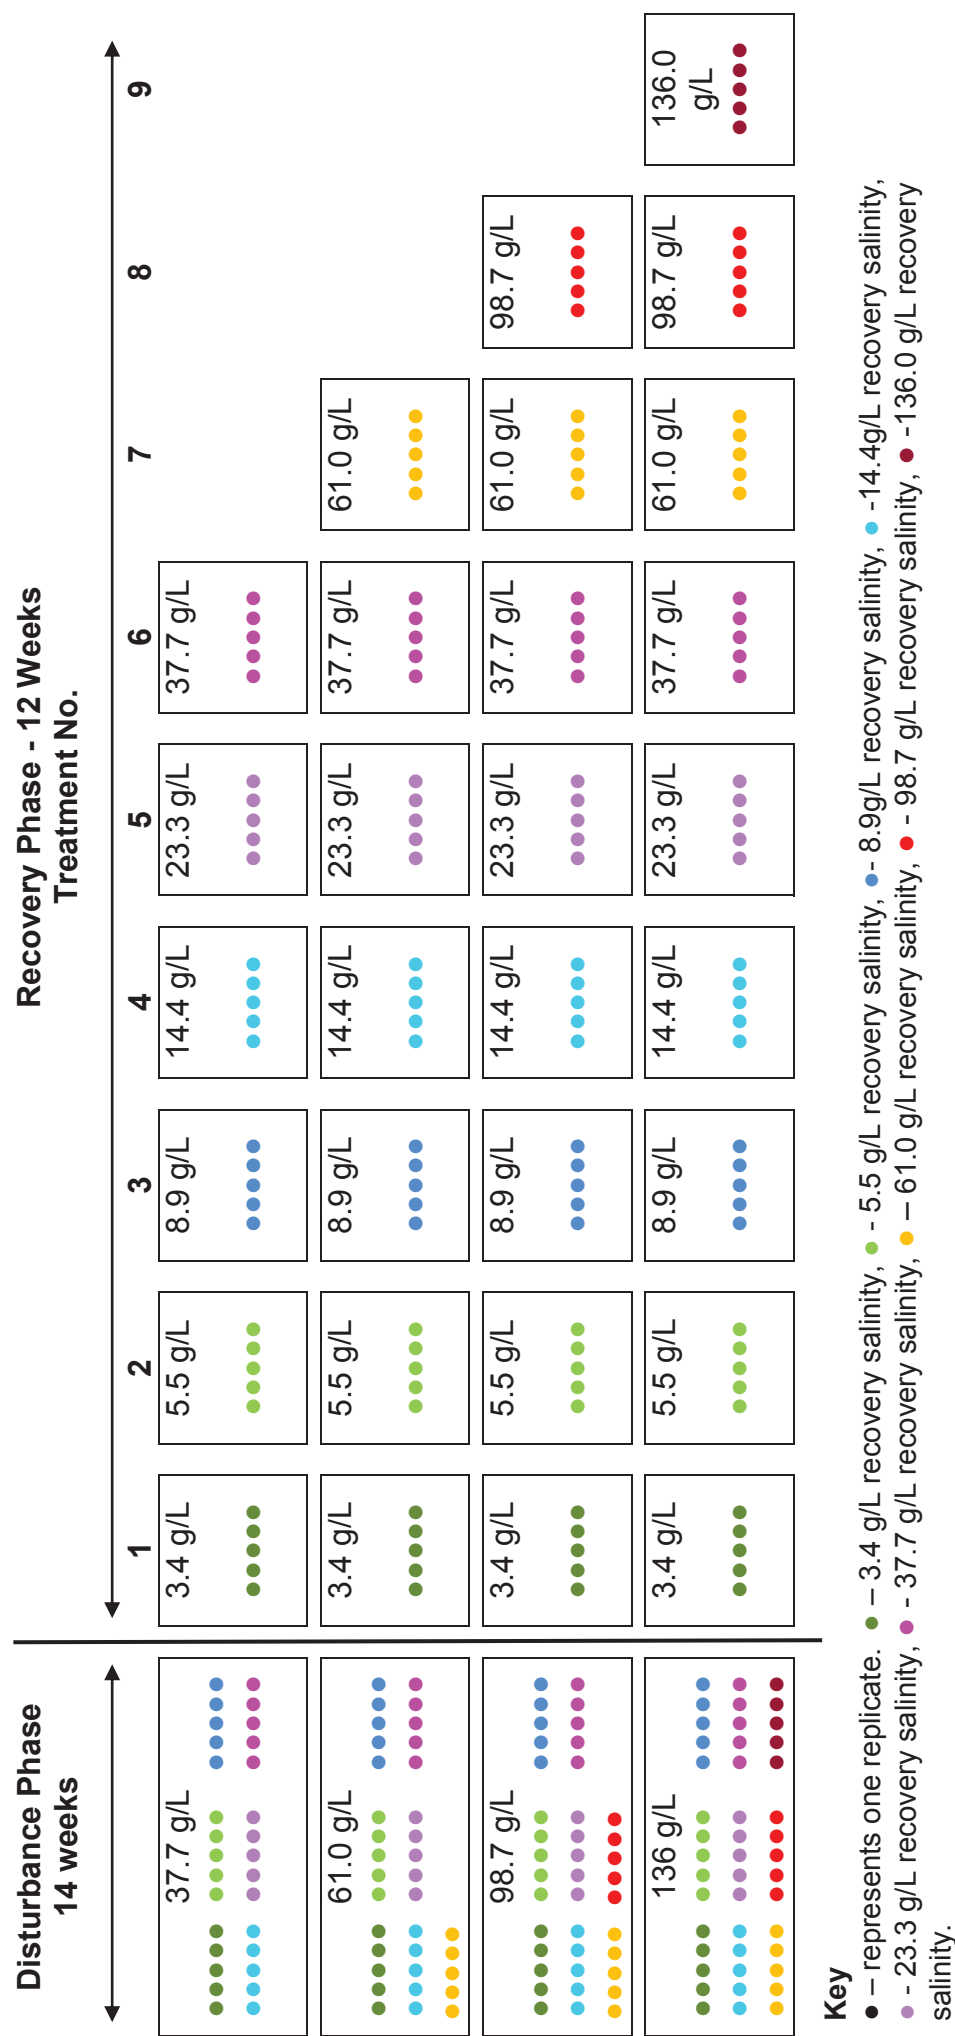 Disturbance Phase
14 weeks
Recovery Phase - 12 Weeks
Treatment No.
1 2 3 4 5 6 7 8 9
37.7 g/L
3.4 g/L
5.5 g/L
8.9 g/L
14.4 g/L
23.3 g/L
37.7 g/L
61.0 g/L
3.4 g/L
5.5 g/L
8.9 g/L
14.4 g/L
23.3 g/L
37.7 g/L
61.0 g/L
98.7 g/L
3.4 g/L
5.5 g/L
8.9 g/L
14.4 g/L
23.3 g/L
37.7 g/L
61.0 g/L
98.7 g/L
136 g/L
3.4 g/L
5.5 g/L
8.9 g/L
14.4 g/L
23.3 g/L
37.7 g/L
61.0 g/L
98.7 g/L
136.0
g/L
Key
● – represents one replicate. ● – 3.4 g/L recovery salinity, ● - 5.5 g/L recovery salinity, ●- 8.9g/L recovery salinity, ● -14.4g/L recovery salinity,
● - 23.3 g/L recovery salinity, ● - 37.7 g/L recovery salinity, ● – 61.0 g/L recovery salinity, ● - 98.7 g/L recovery salinity, ● -136.0 g/L recovery
salinity.